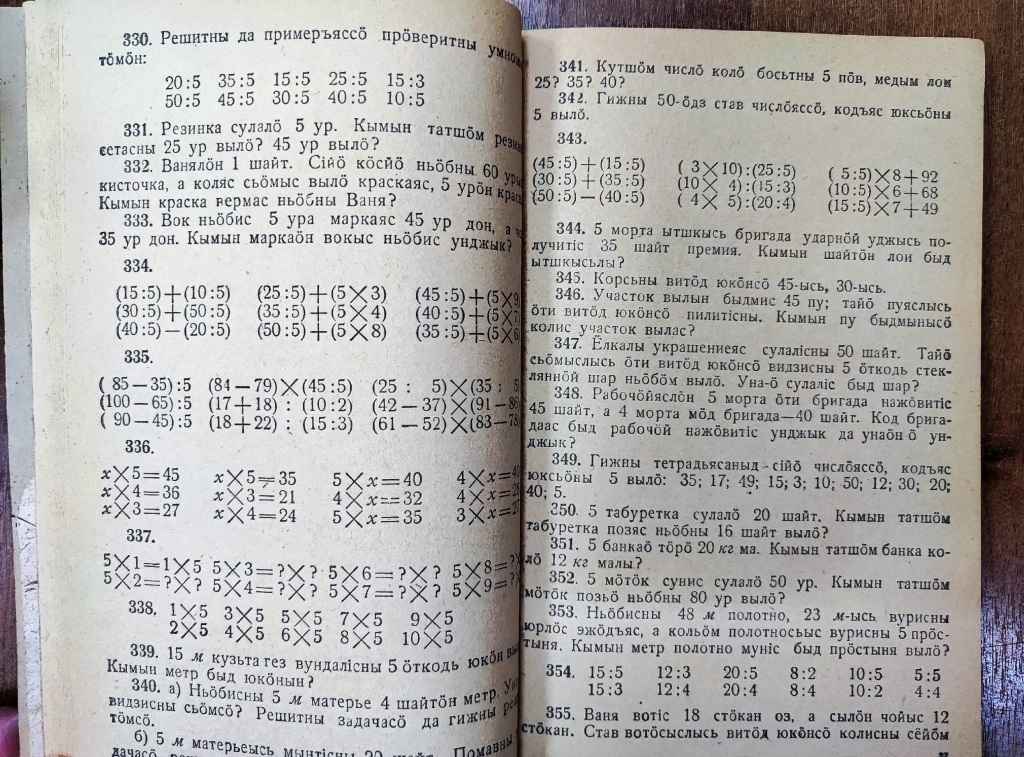 330. Решитны да примеръяссӧ прӧверитны умнож
тӧмӧн:
20:5 35:5 15:5 25:5 15:3
50:5 45:5 30:5 40:5 10:5
331. Резинка сулалӧ 5 ур. Кымын татшӧм резин
сетасны 25 ур вылӧ? 45 ур вылӧ?
332. Ванялӧн 1 шайт. Сійӧ кӧсйӧ ньӧбны 60 уры
кисточка, а коляс сьӧмыс вылӧ краскаяс, 5 урӧн крас
Кымын краска вермас ньӧбны Ваня?
333. Вок ньӧбис 5 ура маркаяс 45 ур дон, а ч
35 ур дон. Кымын маркаӧн вокыс ньӧбис унджык?
334.
(15:5)+(10:5) (25:5)+(5×3) (45:5)+(5×9
(30:5)+(50:5) (35:5)+(5×4) (40:5)+(5×7
(40:5)—(20:5) (50:5)+(5×8) (35:5)+(5×6
335.
( 85—35):5 (84—79)×(45:5) (25 : 5)×(35 : 5
(100—65):5 (17+18) : (10:2) (42—37)×(91—86
( 90—45):5 (18+22) : (15:3) (61—52)×(83—78
336.
x×5=45 x×5=35 5×x=40 4×x=40
x×4=36 x×3=21 4×x=32 4×x=28
x×3=27 x×4=24 5×x=35 3×x=27
337.
5×1=1×5 5×3=?×? 5×6=?×? 5×8=?×
5×2=?×? 5×4=?×? 5×7=?×? 5×9=?×
338. 1×5 3×5 5×5 7×5 9×5
2×5 4×5 6×5 8×5 10×5
339. 15 м кузьта гез вундалісны 5 ӧткодь юкӧн выл
Кымын метр быд юкӧнын?
340. а) Ньӧбисны 5 м матерье 4 шайтӧн метр. Уна
видзисны сьӧмсӧ? Решитны задачасӧ да гижны реш
тӧмсӧ.
б) 5 м матерьеысь мынтісны 20 шайт. Помавны
дачасӧ
341. Кутшӧм числӧ колӧ босьтны 5 пӧв, медым лои
25? 35? 40?
342. Гижны 50-ӧдз став числӧяссӧ, кодъяс юксьӧны
5 вылӧ.
343.
(45:5)+(15:5) ( 3×10):(25:5) ( 5:5)×8+92
(30:5)+(35:5) (10× 4):(15:3) (10:5)×6+68
(50:5)—(40:5) ( 4× 5):(20:4) (15:5)×7+49
344. 5 морта ытшкысь бригада ударнӧй уджысь по-
лучитіс 35 шайт премия. Кымын шайтӧн лои быд
ытшкысьлы?
345. Корсьны витӧд юкӧнсӧ 45-ысь, 30-ысь.
346. Участок вылын быдмис 45 пу; тайӧ пуяслысь
ӧти витӧд юкӧнсӧ пилитісны. Кымын пу быдмынысӧ
колис участок вылас?
347. Ёлкалы украшениеяс сулалісны 50 шайт. Тайӧ
сьӧмыслысь ӧти витӧд юкӧнсӧ видзисны 5 ӧткодь стек-
лянной шар ньӧбӧм вылӧ. Уна-ӧ сулаліс быд шар?
348. Рабочӧйяслӧн 5 морта ӧти бригада нажӧвитіс
45 шайт, а 4 морта мӧд бригада—40 шайт. Код брига-
даас быд рабочӧй нажӧвитіс унджык да унаӧн-ӧ ун-
джык?
349. Гижны тетрадьясаныд сійӧ числӧяссӧ, кодъяс
юксьӧны 5 вылӧ: 35; 17; 49; 15; 3; 10; 50; 12; 30; 20;
40; 5.
350. 5 табуретка сулалӧ 20 шайт. Кымын татшӧм
табуретка позяс ньӧбны 16 шайт вылӧ?
351. 5 банкаӧ тӧрӧ 20 кг ма. Кымын татшӧм банка ко-
лӧ 12 кг малы?
352. 5 мӧтӧк сунис сулалӧ 50 ур. Кымын татшӧм
мӧтӧк позьӧ ньӧбны 80 ур вылӧ?
353. Ньӧбисны 48 м полотно, 23 м-ысь вурисны
юрлӧс эжӧдъяс, а кольӧм полотносьыс вурисны 5 прӧс-
тыня. Кымын метр полотно муніс быд прӧстыня вылӧ?
354. 15:5 12:3 20:5 8:2 10:5 5:5
15:3 12:4 20:4 8:4 10:2 4:4
355. Ваня вотіс 18 стӧкан оз, а сылӧн чойыс 12
стӧкан. Став вотӧсыслысь витӧд юкӧнсӧ колисны сёйӧм